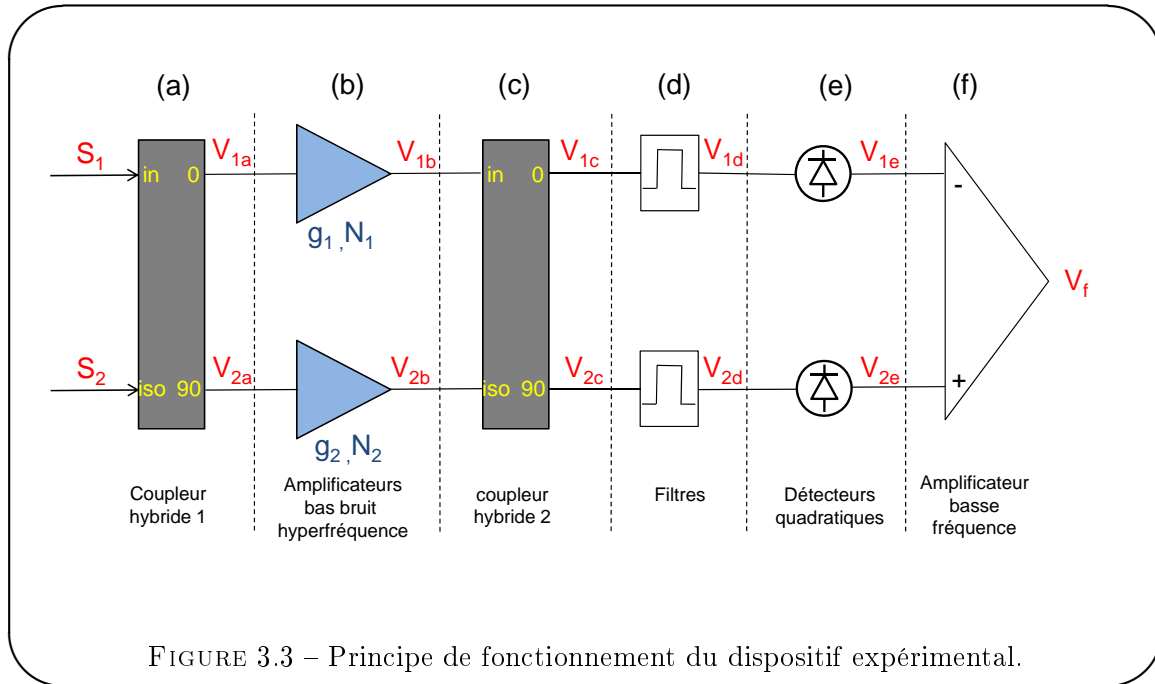 (a) (b) (c) (d) (e) (f)
S1 V1a V1b V1c V1d V1e
in 0 in 0 -
g1 ,N1
Vf
S2 V2a V2b V2c V2d V2e
iso 90 iso 90 +
g2 ,N2
Coupleur
hybride 1
Amplificateurs
bas bruit
hyperfréquence
coupleur
hybride 2
Filtres
Détecteurs
quadratiques
Amplificateur
basse
fréquence
FIGURE 3.3 – Principe de fonctionnement du dispositif expérimental.